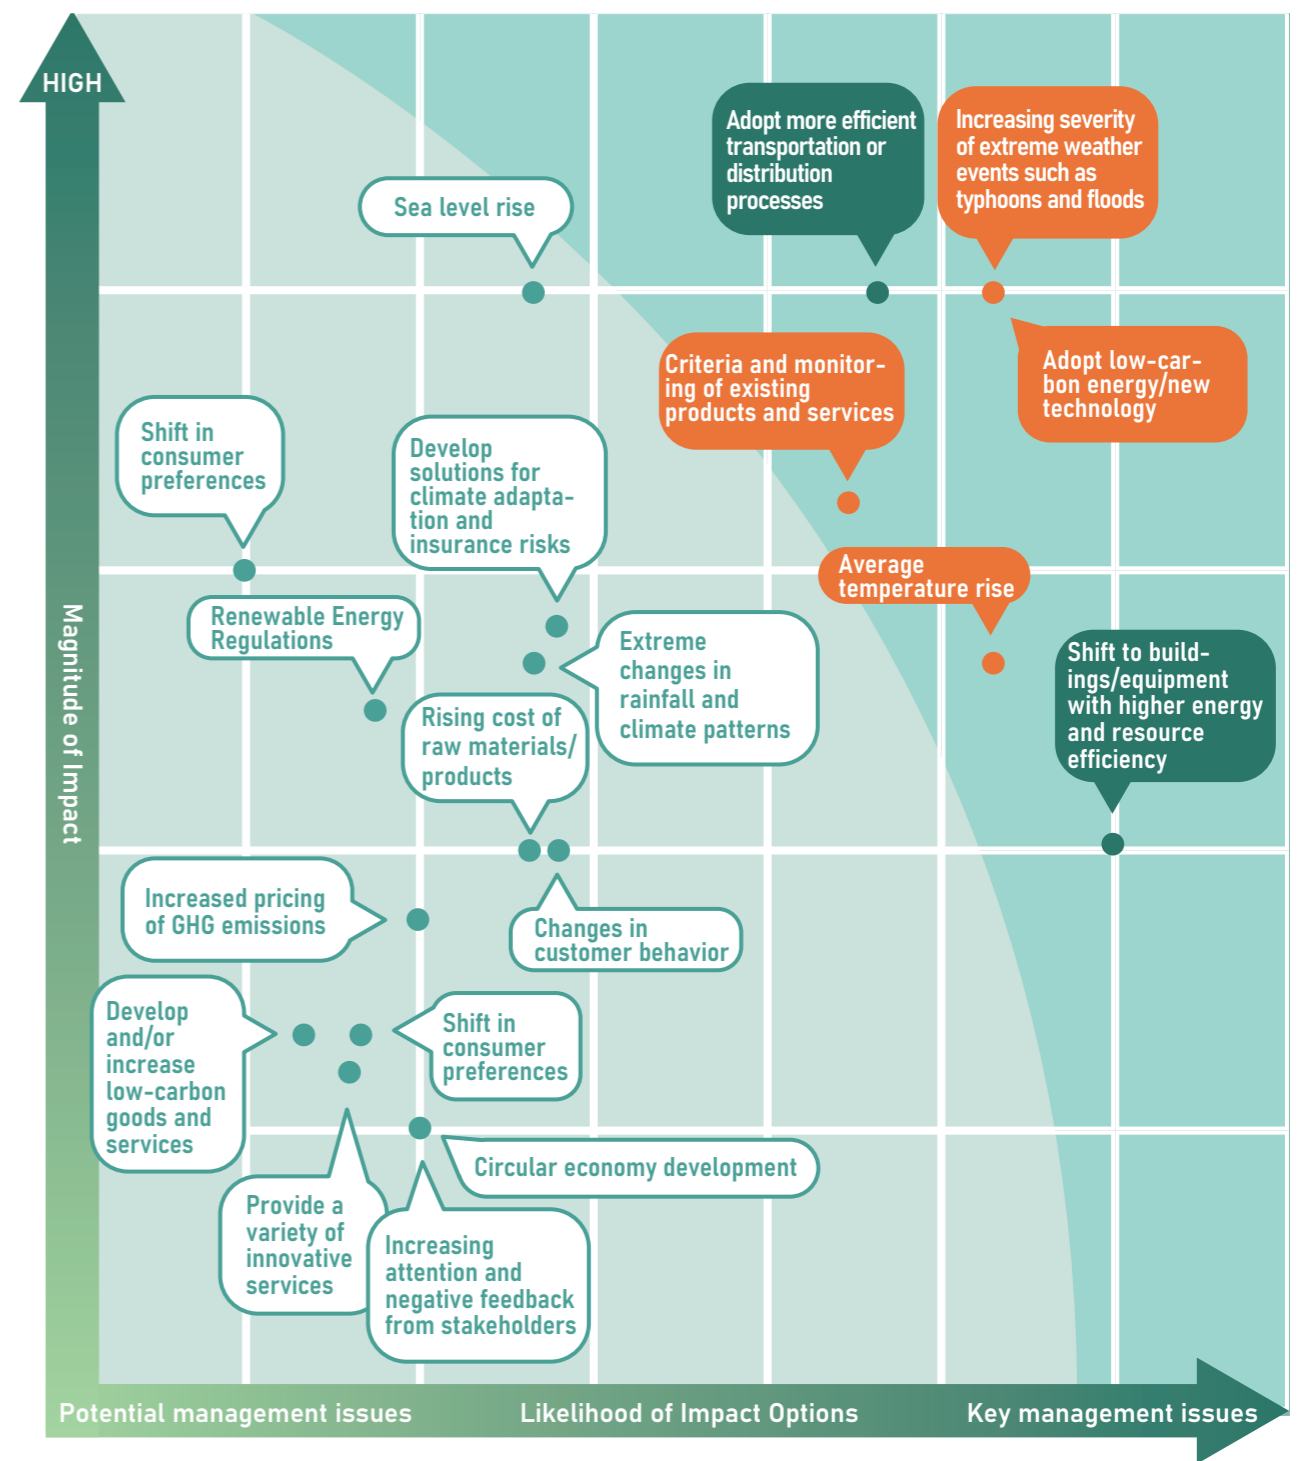 HIGH
Adopt more efficient
transportation or
distribution
processes
Increasing severity
of extreme weather
events such as
typhoons and floods
Sea level rise
Criteria and monitor-
ing of existing
products and services
Adopt low-car-
bon energy/new
technology
Shift in
consumer
preferences
Develop
solutions for
climate adapta-
tion and
insurance risks
Average
temperature rise
Renewable Energy
Regulations
Extreme
changes in
rainfall and
climate patterns
Shift to build-
ings/equipment
with higher energy
and resource
efficiency
Magnitude of Impact
Rising cost of
raw materials/
products
Increased pricing
of GHG emissions
Changes in
customer behavior
Develop
and/or
increase
low-carbon
goods and
services
Shift in
consumer
preferences
Circular economy development
Provide a
variety of
innovative
services
Increasing
attention and
negative feedback
from stakeholders
Potential management issues
Likelihood of Impact Options
Key management issues